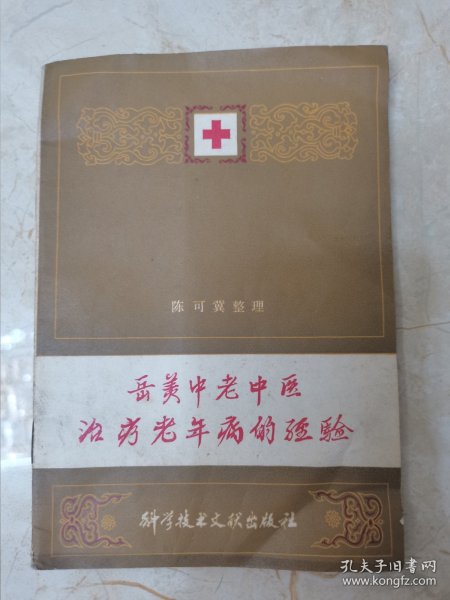 陈可冀整理
岳美中老中医
治疗老年病的经验
科学技术文献出版社
孔夫子旧书网
www.kongfz.com